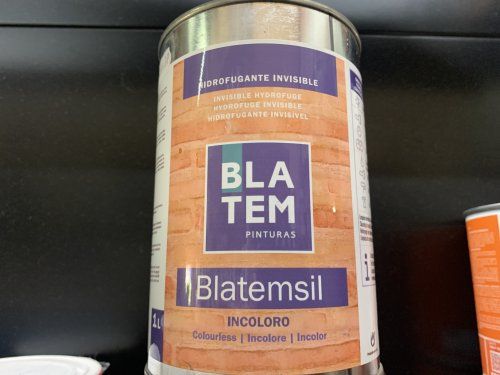 HIDROFUGANTE INVISIBLE
INVISIBLE HYDROFUGE
HYDROFUGE INVISIBLE
HIDROFUGANTE INVISÍVEL
BLA
TEM
PINTURAS
Blatemsil
INCOLORO
Colourless | Incolore | Incolor